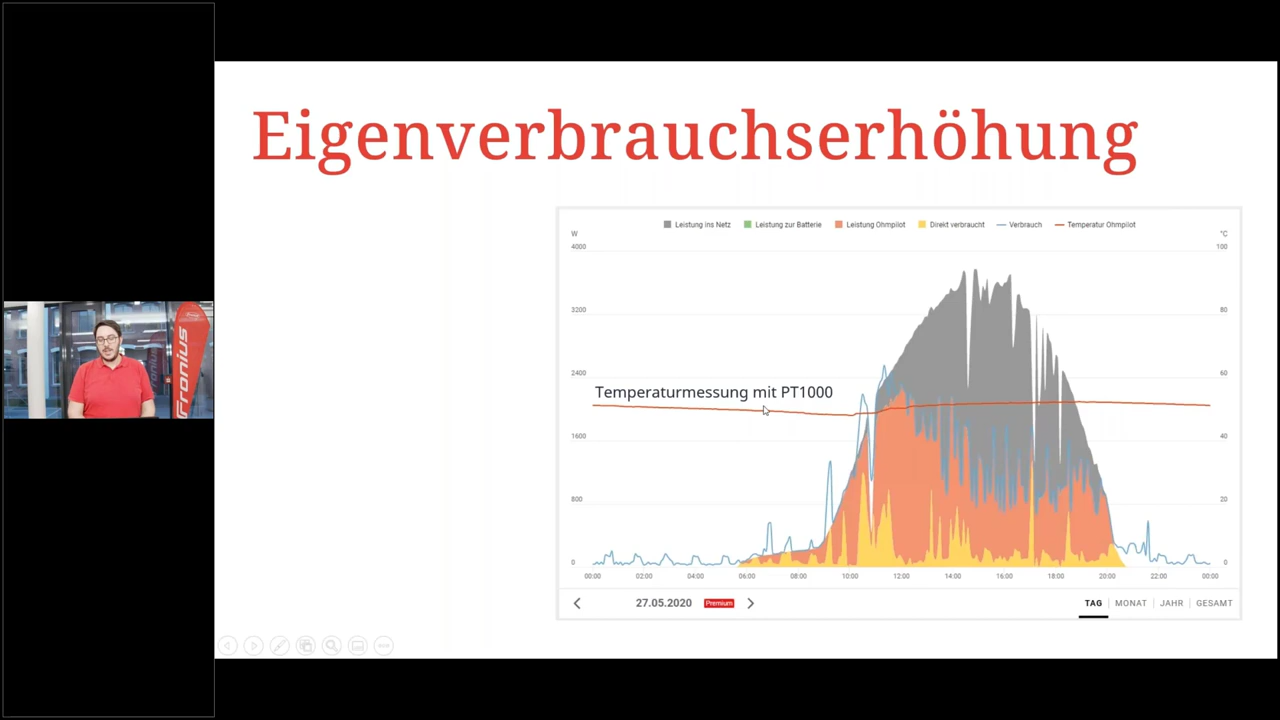 Eigenverbrauchserhöhung
Leistung ins Netz Leistung zur Batterie Leistung Ohmpilot Direkt verbraucht Verbrauch Temperatur Ohmpilot
W °C
4000 100
3200 80
2400 60
Temperaturmessung mit PT1000
1600 40
800 20
0 0
00:00 02:00 04:00 06:00 08:00 10:00 12:00 14:00 16:00 18:00 20:00 22:00 00:00
27.05.2020 Premium TAG MONAT JAHR GESAMT
Fronius